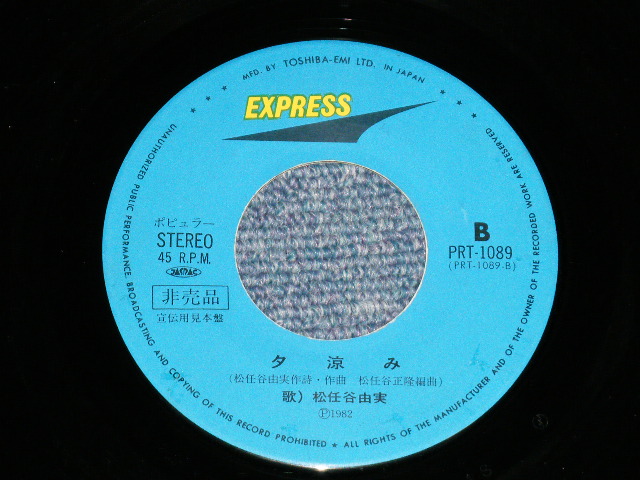 MFD. BY TOSHIBA-EMI LTD. IN JAPAN
EXPRESS
ポピュラー
STEREO
45 R.P.M.
非売品
宣伝用見本盤
B
PRT-1089
(PRT-1089-B)
夕涼み
(松任谷由実作詩・作曲 松任谷正隆編曲)
歌) 松任谷由実
Ⓟ1982
UNAUTHORIZED PUBLIC PERFORMANCE, BROADCASTING AND COPYING OF THIS RECORD PROHIBITED ★ ALL RIGHTS OF THE MANUFACTURER AND OF THE OWNER OF THE RECORDED WORK ARE RESERVED